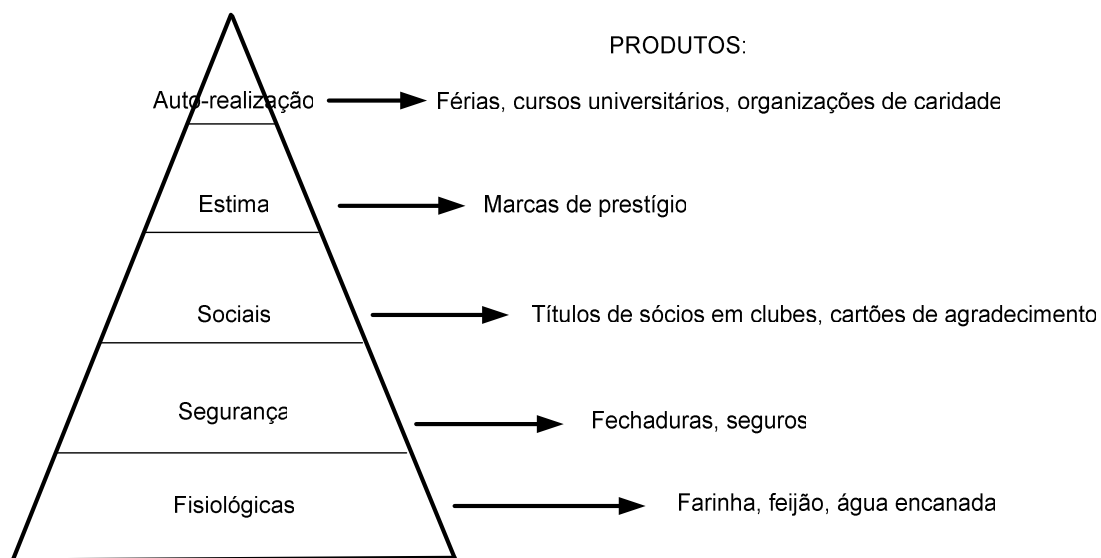 PRODUTOS:
Auto-realização Férias, cursos universitários, organizações de caridade
Estima Marcas de prestígio
Sociais Títulos de sócios em clubes, cartões de agradecimento
Segurança Fechaduras, seguros
Fisiológicas Farinha, feijão, água encanada